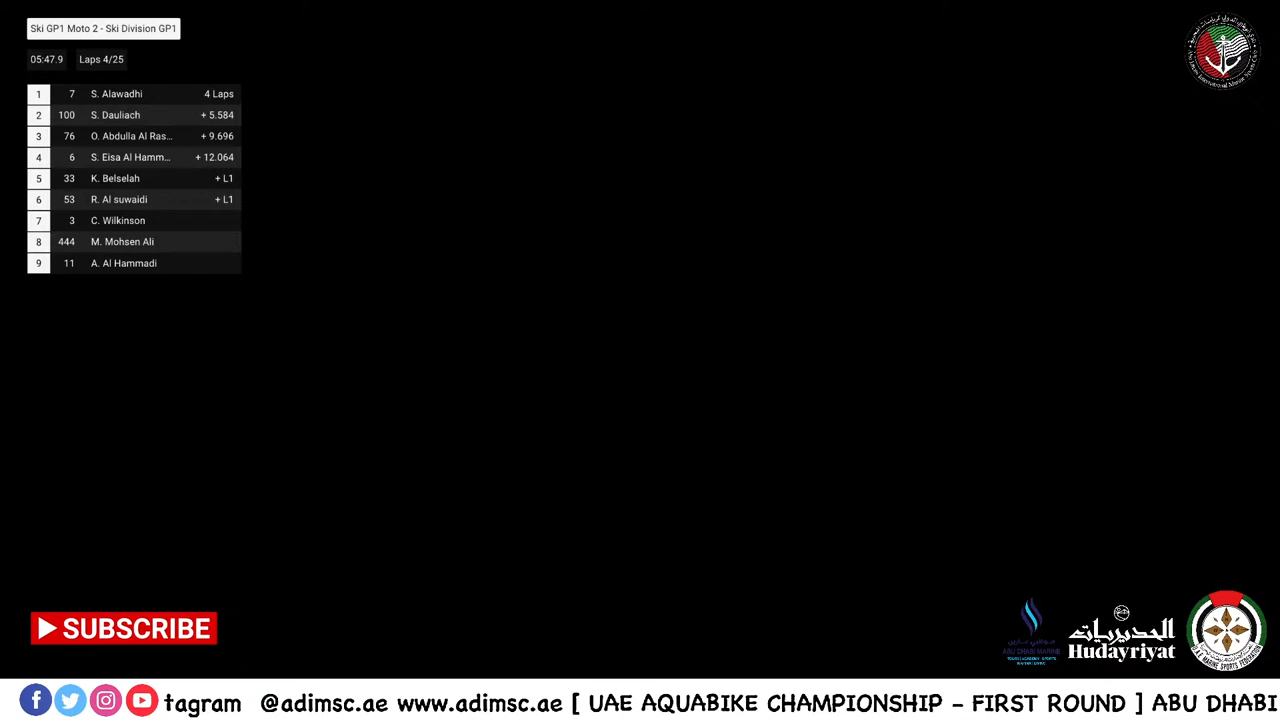 Ski GP1 Moto 2 - Ski Division GP1
05:47.9 Laps 4/25
1 7 S. Alawadhi 4 Laps
2 100 S. Dauliach + 5.584
3 76 O. Abdulla Al Ras... + 9.696
4 6 S. Eisa Al Hamm... + 12.064
5 33 K. Belselah + L1
6 53 R. Al suwaidi + L1
7 3 C. Wilkinson
8 444 M. Mohsen Ali
9 11 A. Al Hammadi
SUBSCRIBE
ABU DHABI MARINE
الحديريات
Hudayriyat
U.A.E MARINE SPORTS FEDERATION
tagram @adimsc.ae www.adimsc.ae [ UAE AQUABIKE CHAMPIONSHIP - FIRST ROUND ] ABU DHABI